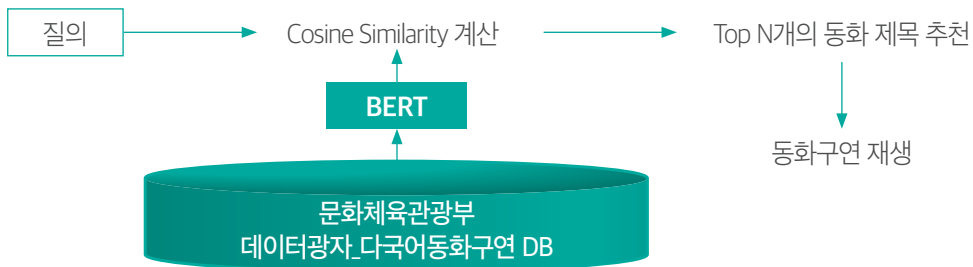 질의
Cosine Similarity 계산
Top N개의 동화 제목 추천
BERT
동화구연 재생
문화체육관광부
데이터광자_다국어동화구연 DB